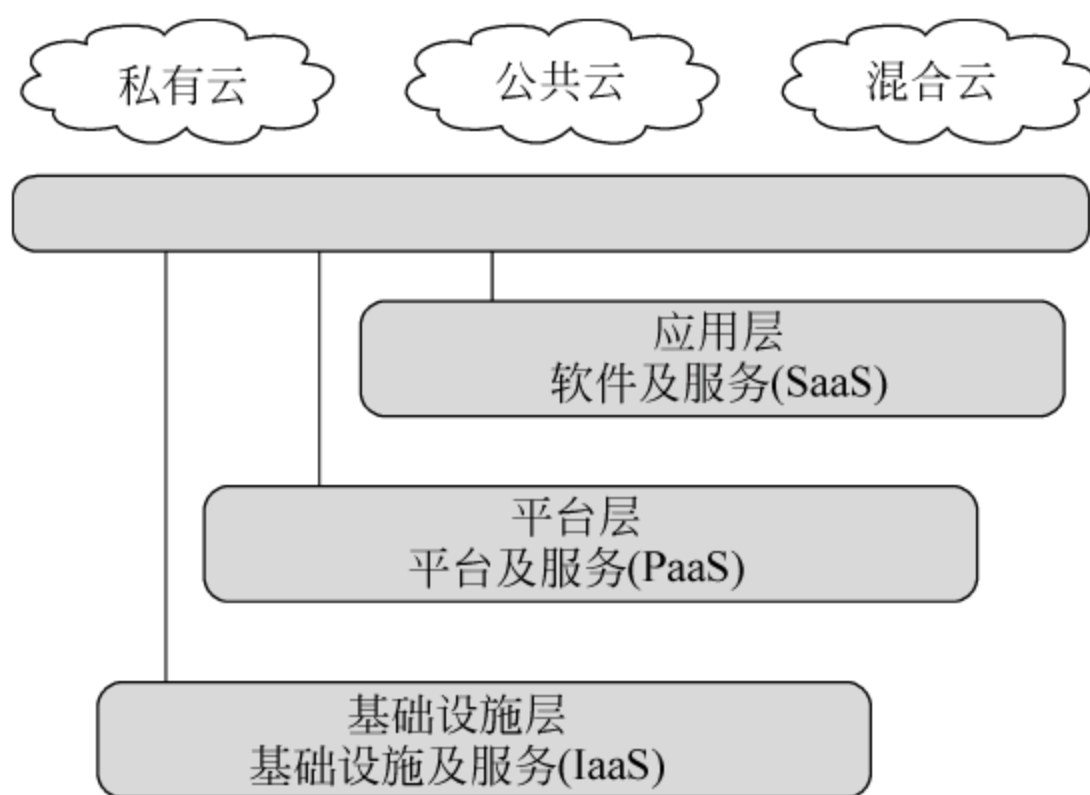 私有云
公共云
混合云
应用层
软件及服务(SaaS)
平台层
平台及服务(PaaS)
基础设施层
基础设施及服务(IaaS)